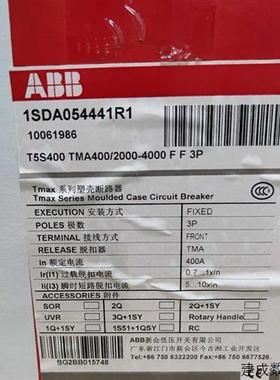 ABB
1SDA054441R1
10061986
T5S400 TMA400/2000-4000 F F 3P
Tmax 系列塑壳断路器
Tmax Series Moulded Case Circuit Breaker
EXECUTION 安装方式 FIXED
POLES 极数 3P
TERMINAL 接线方式 FRONT
RELEASE 脱扣器 TMA
In 额定电流 400A
Ir(I1) 过载脱扣电流 0.7...1xIn
Ii(I3) 瞬时短路脱扣电流 5...10xIn
ACCESSORIES 附件
SOR 2Q 2Q+1SY
UVR 3Q+1SY Rotary Handle
1Q+1SY 1S51+1QSY RC
ABB新会低压开关有限公司
广东省江门市新会区今古洲工业园
Tel:+86 750 6322200 Fax:+86 750 6677526
BG2BB015748
建成数